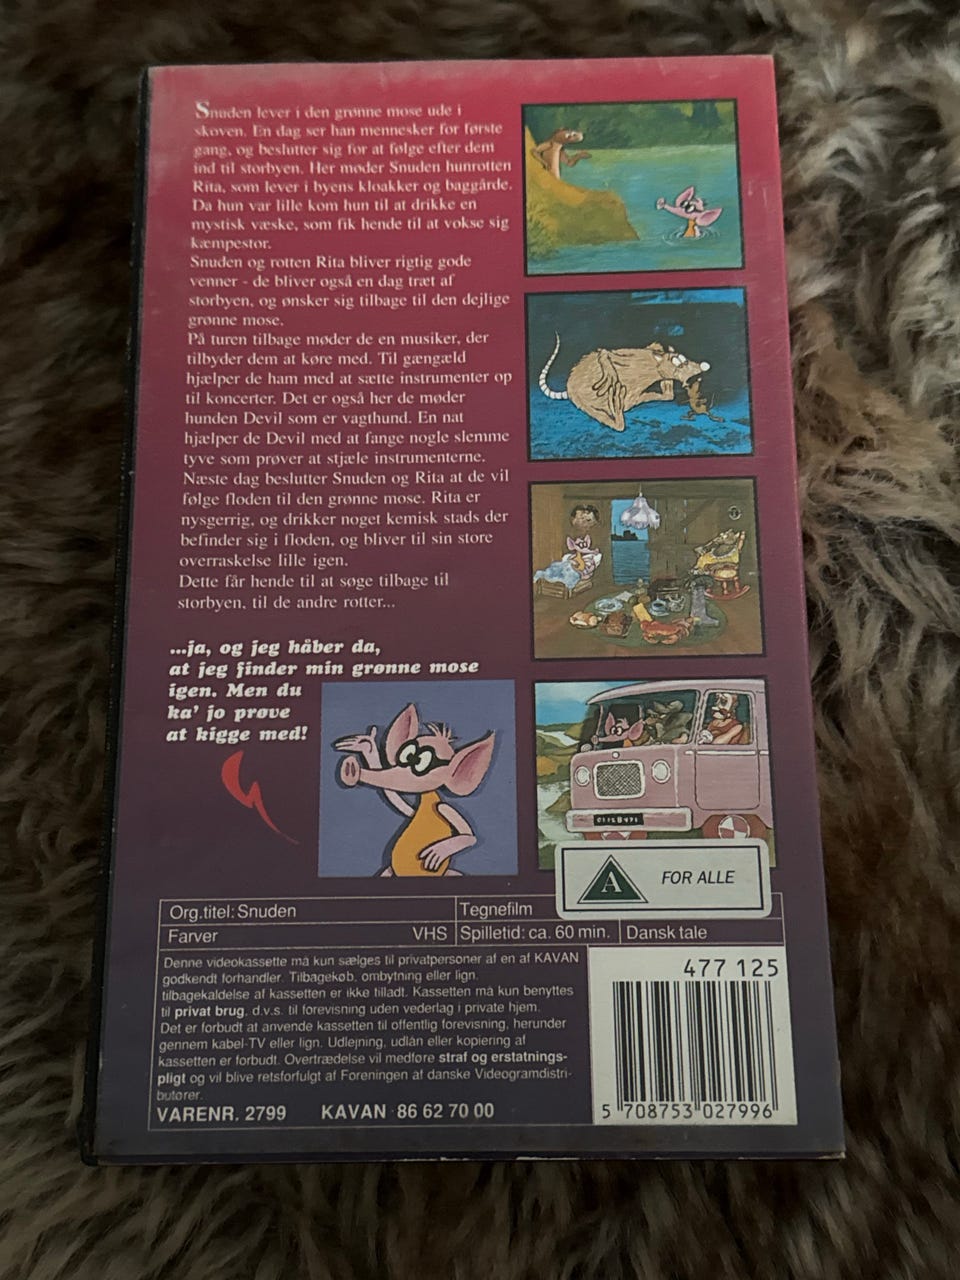 Snuden lever i den grønne mose ude i
skoven. En dag ser han mennesker for første
gang, og beslutter sig for at følge efter dem
ind til storbyen. Her møder Snuden hunrotten
Rita, som lever i byens kloakker og baggårde.
Da hun var lille kom hun til at drikke en
mystisk væske, som fik hende til at vokse sig
kæmpestor.
Snuden og rotten Rita bliver rigtig gode
venner - de bliver også en dag træt af
storbyen, og ønsker sig tilbage til den dejlige
grønne mose.
På turen tilbage møder de en musiker, der
tilbyder dem at køre med. Til gængæld
hjælper de ham med at sætte instrumenter op
til koncerter. Det er også her de møder
hunden Devil som er vagthund. En nat
hjælper de Devil med at fange nogle slemme
tyve som prøver at stjæle instrumenterne.
Næste dag beslutter Snuden og Rita at de vil
følge floden til den grønne mose. Rita er
nysgerrig, og drikker noget kemisk stads der
befinder sig i floden, og bliver til sin store
overraskelse lille igen.
Dette får hende til at søge tilbage til
storbyen, til de andre rotter...
...ja, og jeg håber da,
at jeg finder min grønne mose
igen. Men du
ka' jo prøve
at kigge med!
A FOR ALLE
Org.titel: Snuden Tegnefilm
Farver VHS Spilletid: ca. 60 min. Dansk tale
Denne videokassette må kun sælges til privatpersoner af en af KAVAN
godkendt forhandler. Tilbagekøb, ombytning eller lign.
tilbagekaldelse af kassetten er ikke tilladt. Kassetten må kun benyttes
til privat brug, d.v.s. til forevisning uden vederlag i private hjem.
Det er forbudt at anvende kassetten til offentlig forevisning, herunder
gennem kabel-TV eller lign. Udlejning, udlån eller kopiering af
kassetten er forbudt. Overtrædelse vil medføre straf og erstatnings-
pligt og vil blive retsforfulgt af Foreningen af danske Videogramdistri-
butører.
VARENR. 2799 KAVAN 86 62 70 00
477 125
5 708753 027996